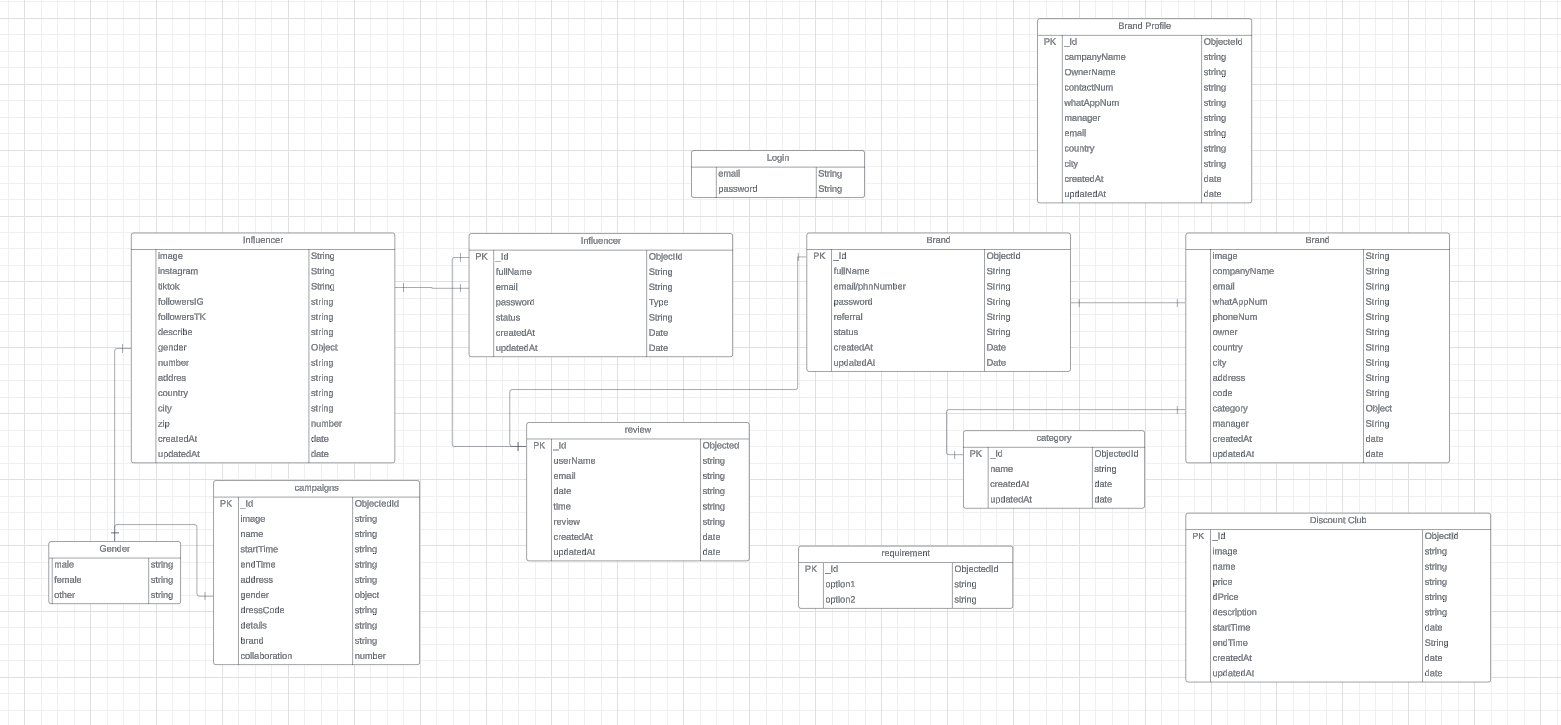 Brand Profile
PK _Id ObjecteId
campanyName string
OwnerName string
contactNum string
whatAppNum string
manager string
email string
country string
city string
createdAt date
updatedAt date
Login
email String
password String
Influencer
image String
instagram String
tiktok String
followersIG string
followersTK string
describe string
gender Object
number string
addres string
country string
city string
zip number
createdAt date
updatedAt date
Influencer
PK _Id ObjectId
fullName String
email String
password Type
status String
createdAt Date
updatedAt Date
Brand
PK _Id ObjectId
fullName String
email/phnNumber String
password String
referral String
status String
createdAt Date
updatedAt Date
Brand
image String
companyName String
email String
whatAppNum String
phoneNum String
owner String
country String
city String
address String
code String
category Object
manager String
createdAt date
updatedAt date
review
PK _Id Objected
userName string
email string
date string
time string
review string
createdAt date
updatedAt date
category
PK _Id ObjectedId
name string
createdAt date
updatedAt date
campaigns
PK _Id ObjectedId
image string
name string
startTime string
endTime string
address string
gender object
dressCode string
details string
brand string
collaboration number
Gender
male string
female string
other string
requirement
PK _Id ObjectedId
option1 string
option2 string
Discount Club
PK _Id ObjectId
image string
name string
price string
dPrice string
description string
startTime date
endTime String
createdAt date
updatedAt date